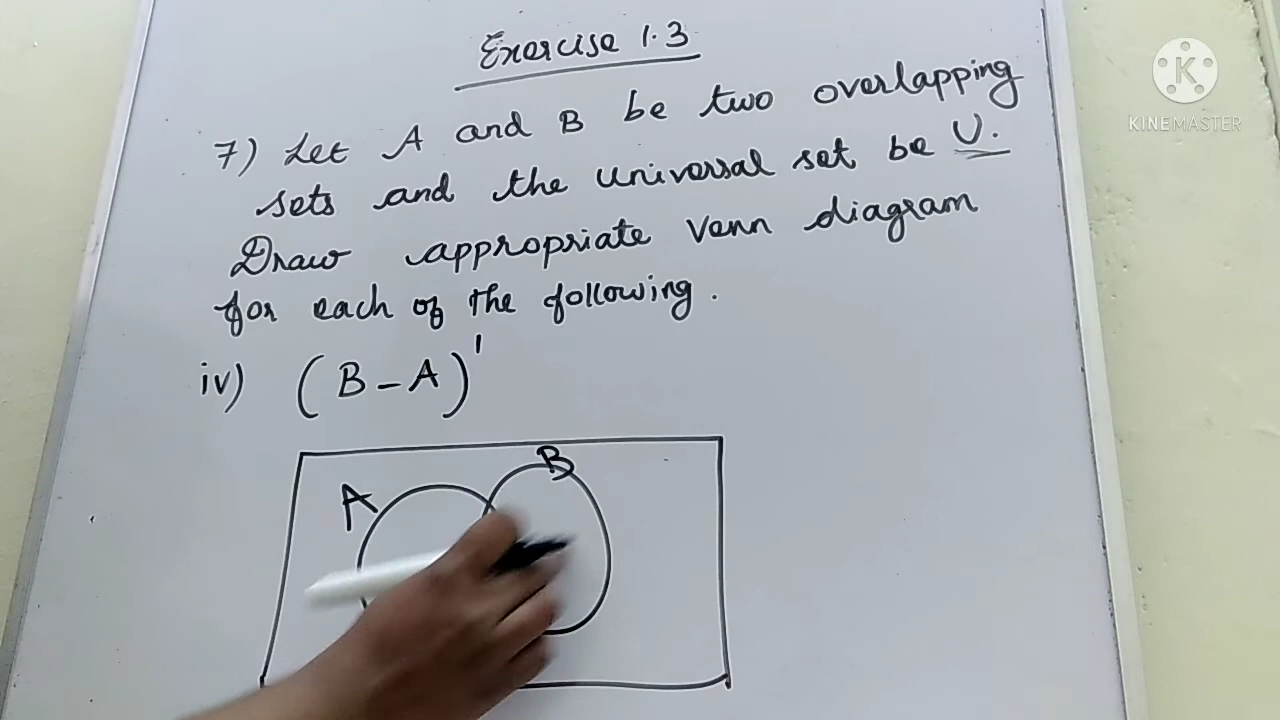 Exercise 1.3
7) Let A and B be two overlapping
sets and the universal set be U.
Draw appropriate Venn diagram
for each of the following.
iv) (B - A)'
A
B
K
KINEMASTER